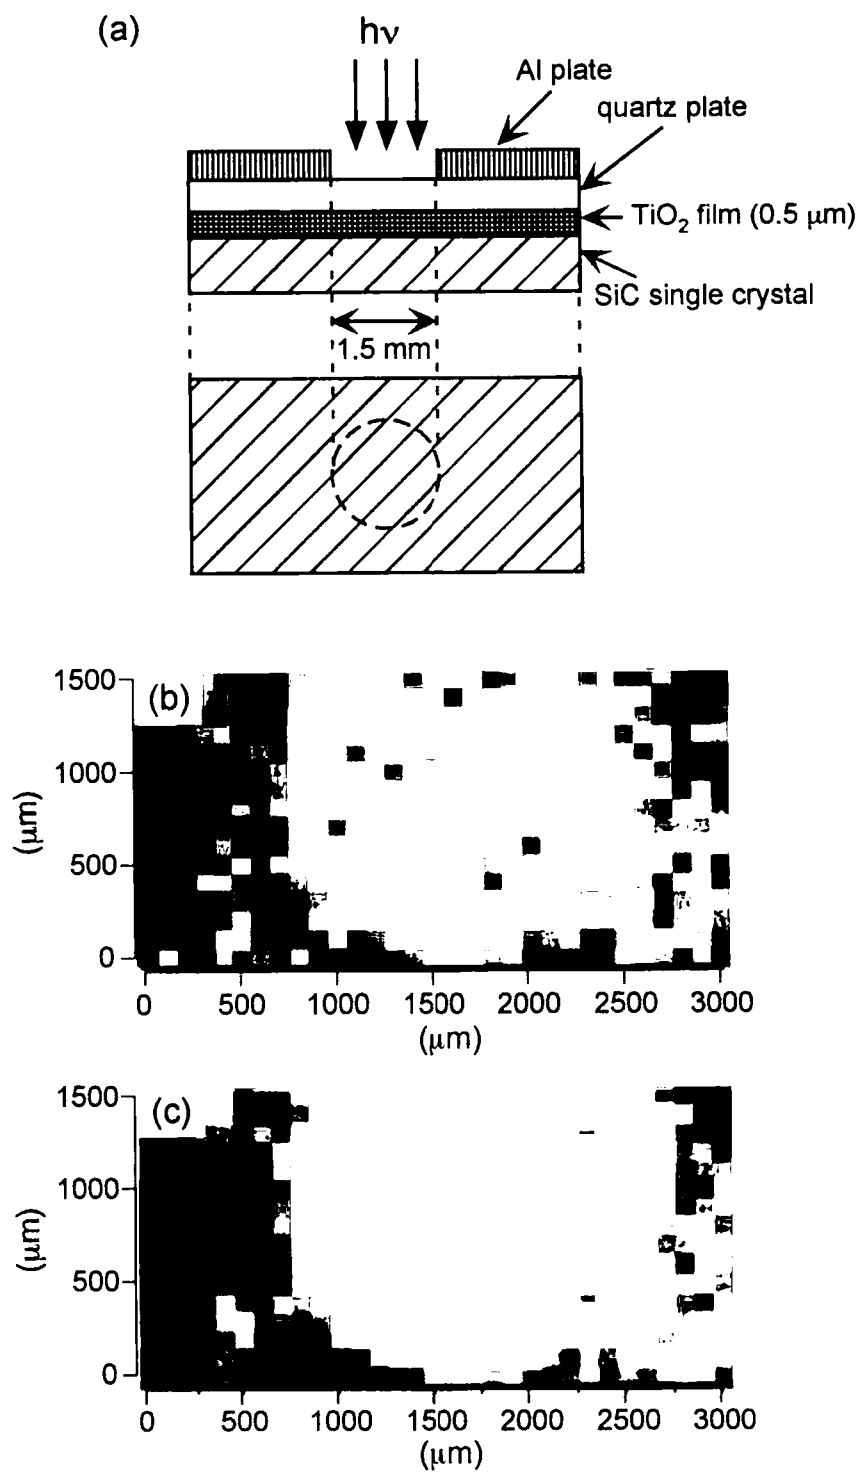 (a)
hν
Al plate
quartz plate
TiO₂ film (0.5 μm)
SiC single crystal
1.5 mm
(b)
1500
1000
500
0
(μm)
0 500 1000 1500 2000 2500 3000
(μm)
(c)
1500
1000
500
0
(μm)
0 500 1000 1500 2000 2500 3000
(μm)